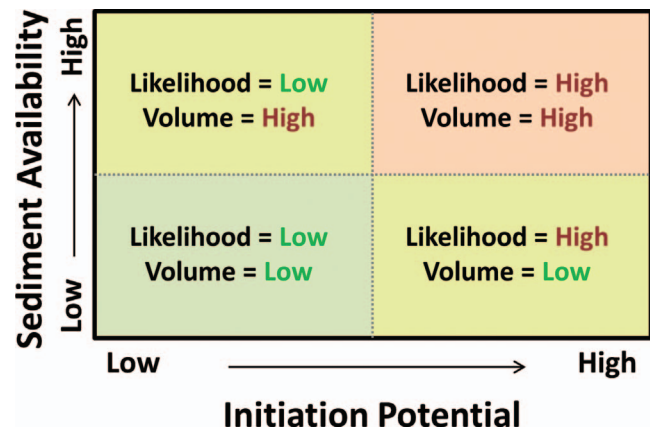 Sediment Availability
High
Low
Likelihood = Low
Volume = High
Likelihood = High
Volume = High
Likelihood = Low
Volume = Low
Likelihood = High
Volume = Low
Low
High
Initiation Potential